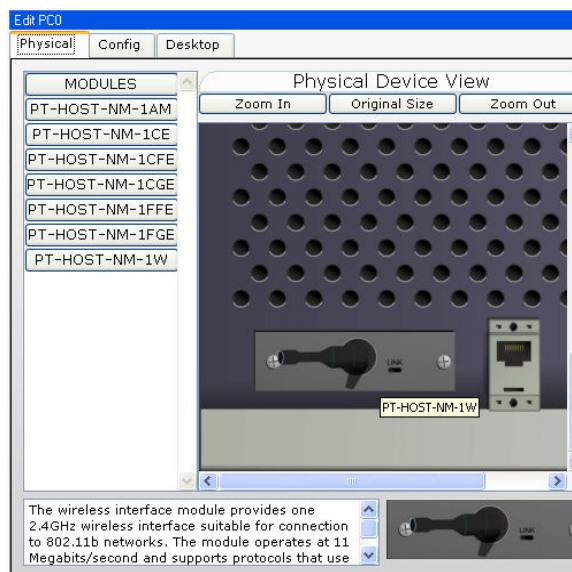 Edit PC0
Physical Config Desktop
MODULES
PT-HOST-NM-1AM
PT-HOST-NM-1CE
PT-HOST-NM-1CFE
PT-HOST-NM-1CGE
PT-HOST-NM-1FFE
PT-HOST-NM-1FGE
PT-HOST-NM-1W
Physical Device View
Zoom In Original Size Zoom Out
LINK
PT-HOST-NM-1W
The wireless interface module provides one
2.4GHz wireless interface suitable for connection
to 802.11b networks. The module operates at 11
Megabits/second and supports protocols that use
LINK